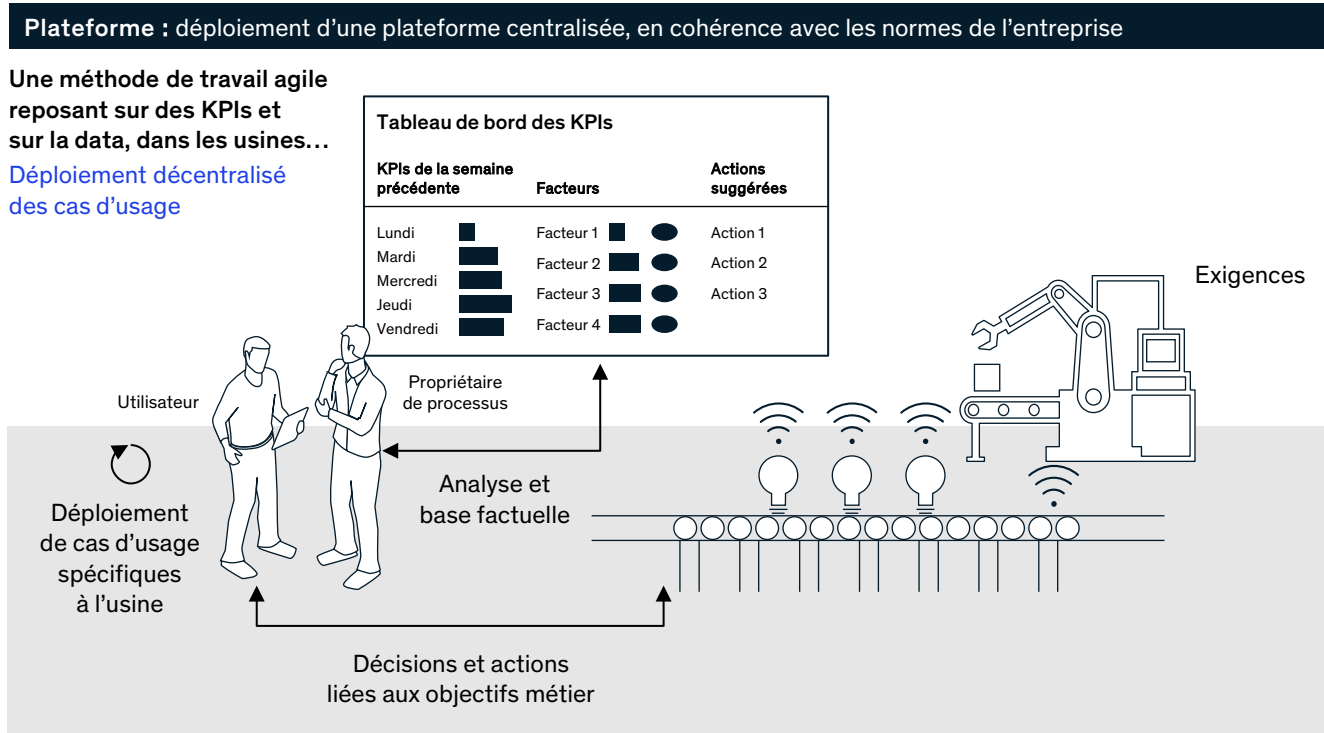 Plateforme : déploiement d’une plateforme centralisée, en cohérence avec les normes de l’entreprise
Une méthode de travail agile
reposant sur des KPIs et
sur la data, dans les usines…
Déploiement décentralisé
des cas d’usage
Tableau de bord des KPIs
KPIs de la semaine
précédente
Facteurs
Actions
suggérées
Lundi
Mardi
Mercredi
Jeudi
Vendredi
Facteur 1
Facteur 2
Facteur 3
Facteur 4
Action 1
Action 2
Action 3
Exigences
Utilisateur
Propriétaire
de processus
Analyse et
base factuelle
Déploiement
de cas d’usage
spécifiques
à l’usine
Décisions et actions
liées aux objectifs métier